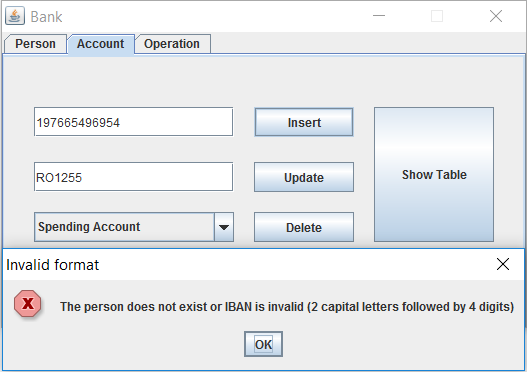 Bank
Person Account Operation
197665496954 Insert
RO1255 Update Show Table
Spending Account Delete
Invalid format
The person does not exist or IBAN is invalid (2 capital letters followed by 4 digits)
OK